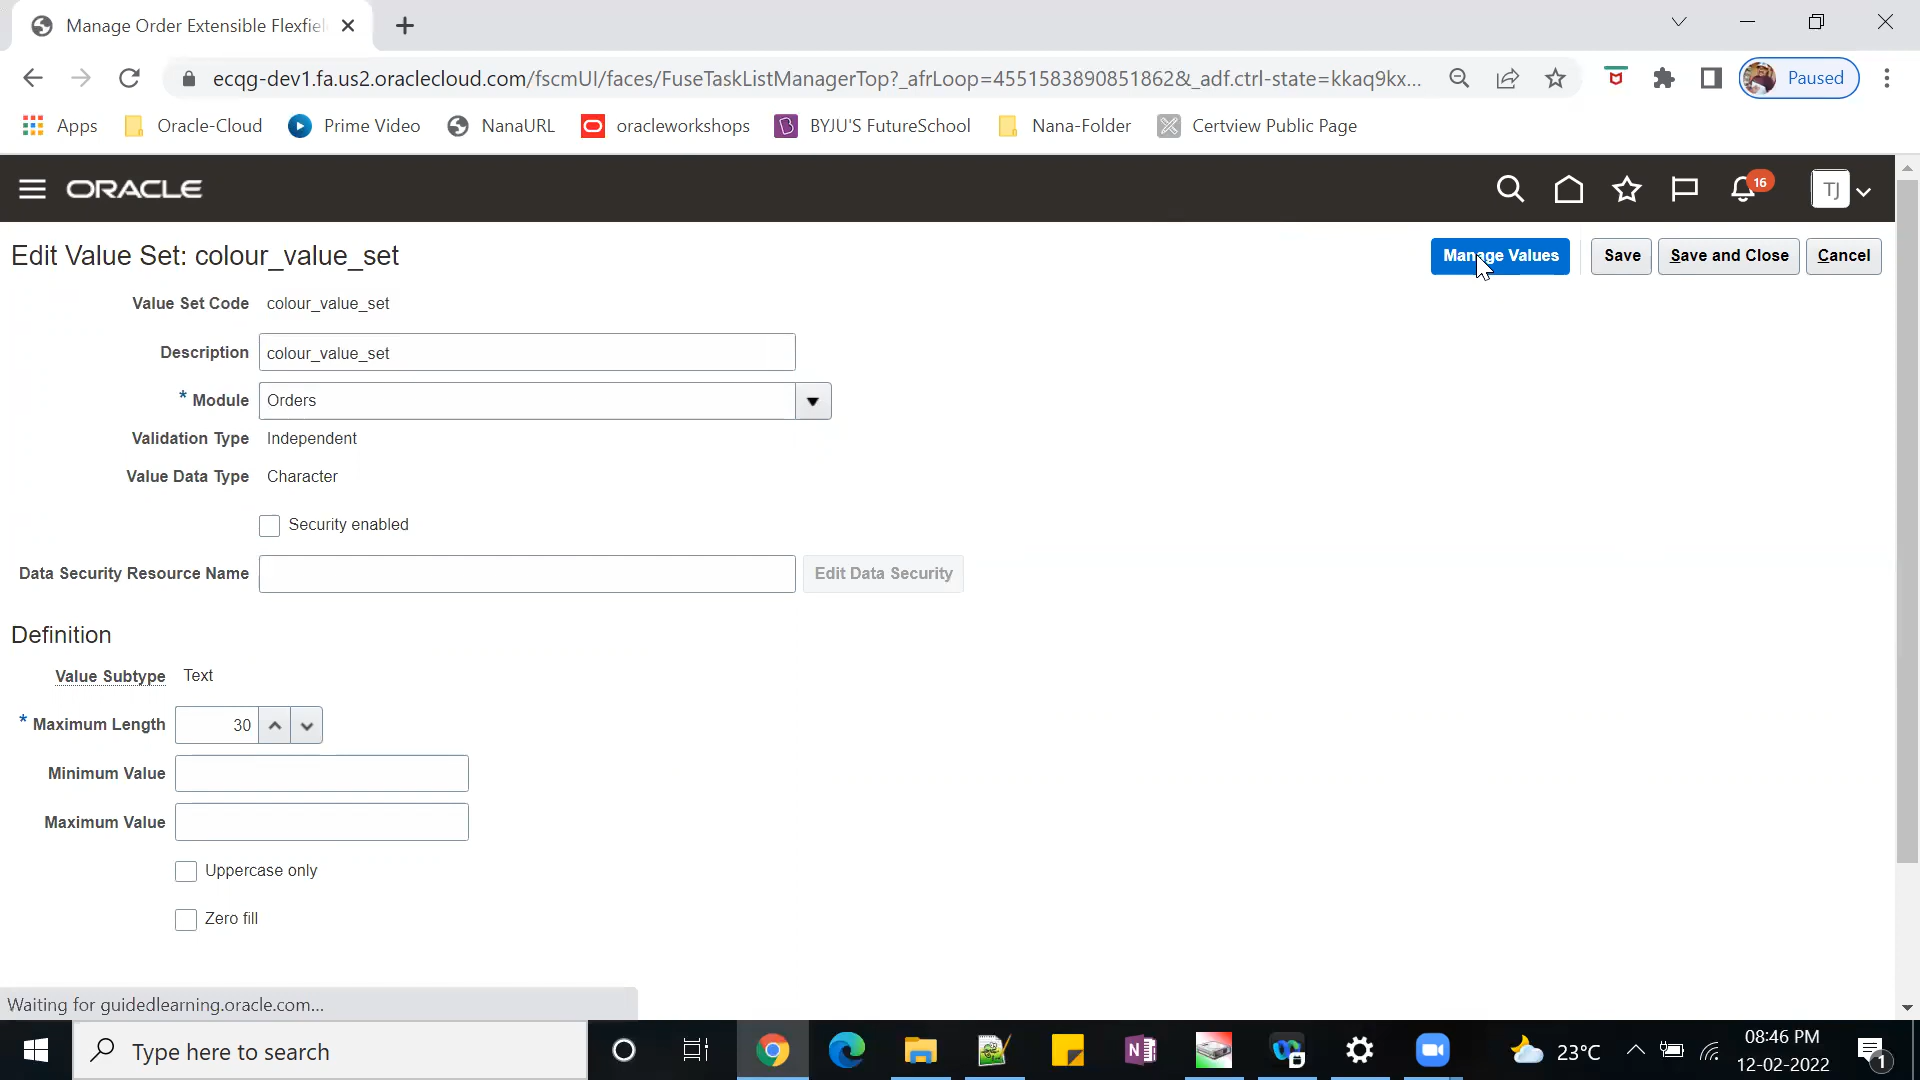 Manage Order Extensible Flexfiel
ecqg-dev1.fa.us2.oraclecloud.com/fscmUI/faces/FuseTaskListManagerTop?_afrLoop=4551583890851862&_adf.ctrl-state=kkaq9kx...
Paused
Apps
Oracle-Cloud
Prime Video
NanaURL
oracleworkshops
BYJU'S FutureSchool
Nana-Folder
Certview Public Page
ORACLE
16
TJ
Edit Value Set: colour_value_set
Manage Values
Save
Save and Close
Cancel
Value Set Code colour_value_set
Description colour_value_set
* Module Orders
Validation Type Independent
Value Data Type Character
Security enabled
Data Security Resource Name
Edit Data Security
Definition
Value Subtype Text
* Maximum Length 30
Minimum Value
Maximum Value
Uppercase only
Zero fill
Waiting for guidedlearning.oracle.com...
Type here to search
23°C
08:46 PM
12-02-2022
1